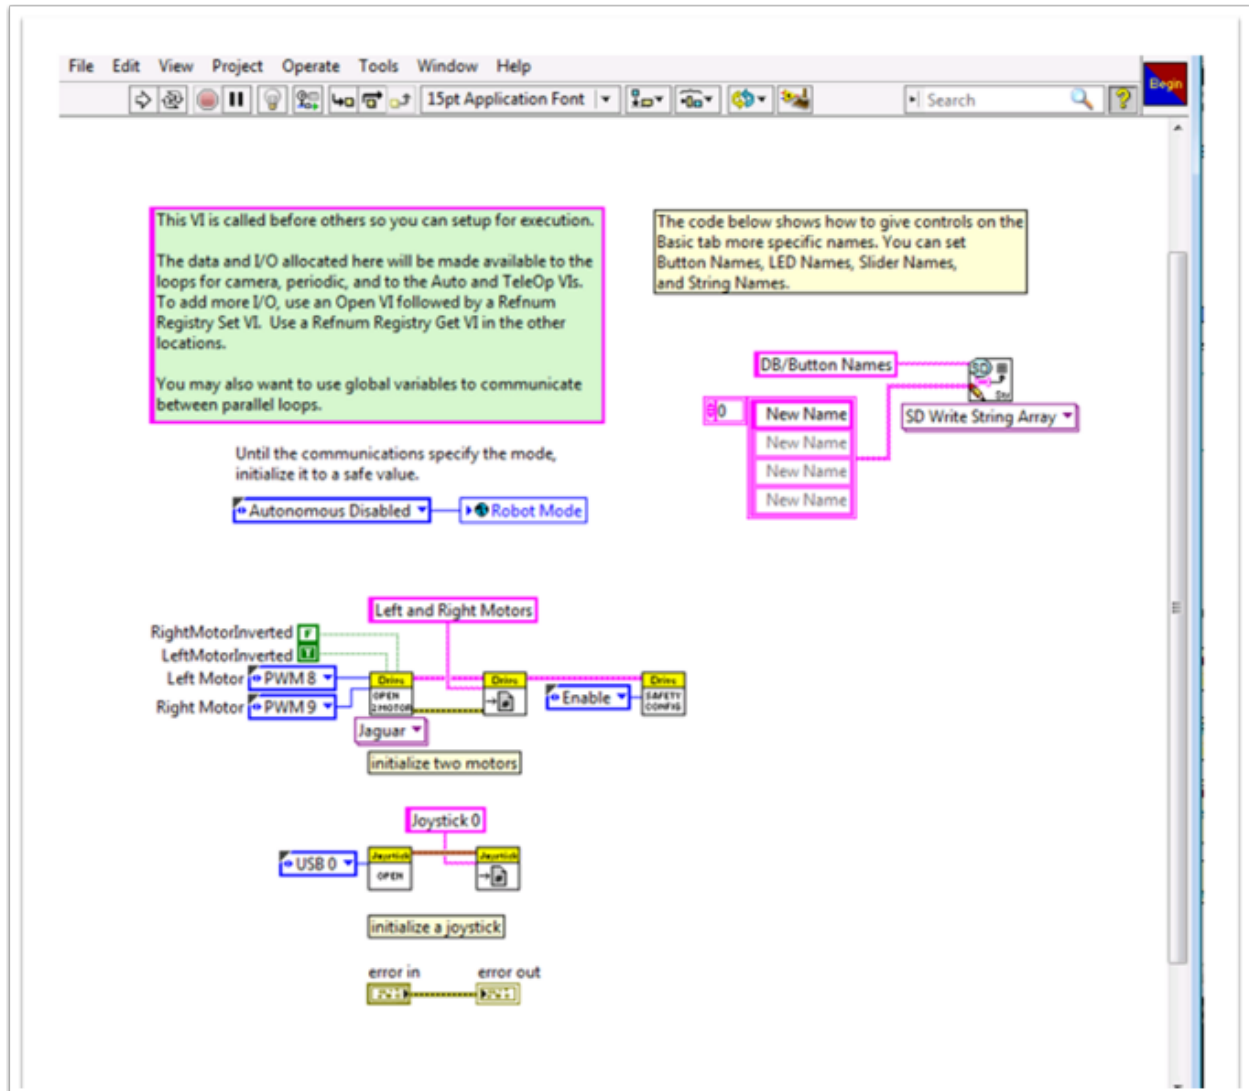 File Edit View Project Operate Tools Window Help
15pt Application Font
Search
Begin
This VI is called before others so you can setup for execution.
The data and I/O allocated here will be made available to the
loops for camera, periodic, and to the Auto and TeleOp VIs.
To add more I/O, use an Open VI followed by a Refnum
Registry Set VI. Use a Refnum Registry Get VI in the other
locations.
You may also want to use global variables to communicate
between parallel loops.
The code below shows how to give controls on the
Basic tab more specific names. You can set
Button Names, LED Names, Slider Names,
and String Names.
DB/Button Names
SD
Str
SD Write String Array
0
New Name
New Name
New Name
New Name
Until the communications specify the mode,
initialize it to a safe value.
Autonomous Disabled
Robot Mode
Left and Right Motors
RightMotorInverted F
LeftMotorInverted T
Left Motor PWM 8
Right Motor PWM 9
OPEN
2 MOTOR
Jaguar
Enable
SAFETY
CONFIG
initialize two motors
Joystick 0
USB 0
Joystick
OPEN
Joystick
initialize a joystick
error in
error out